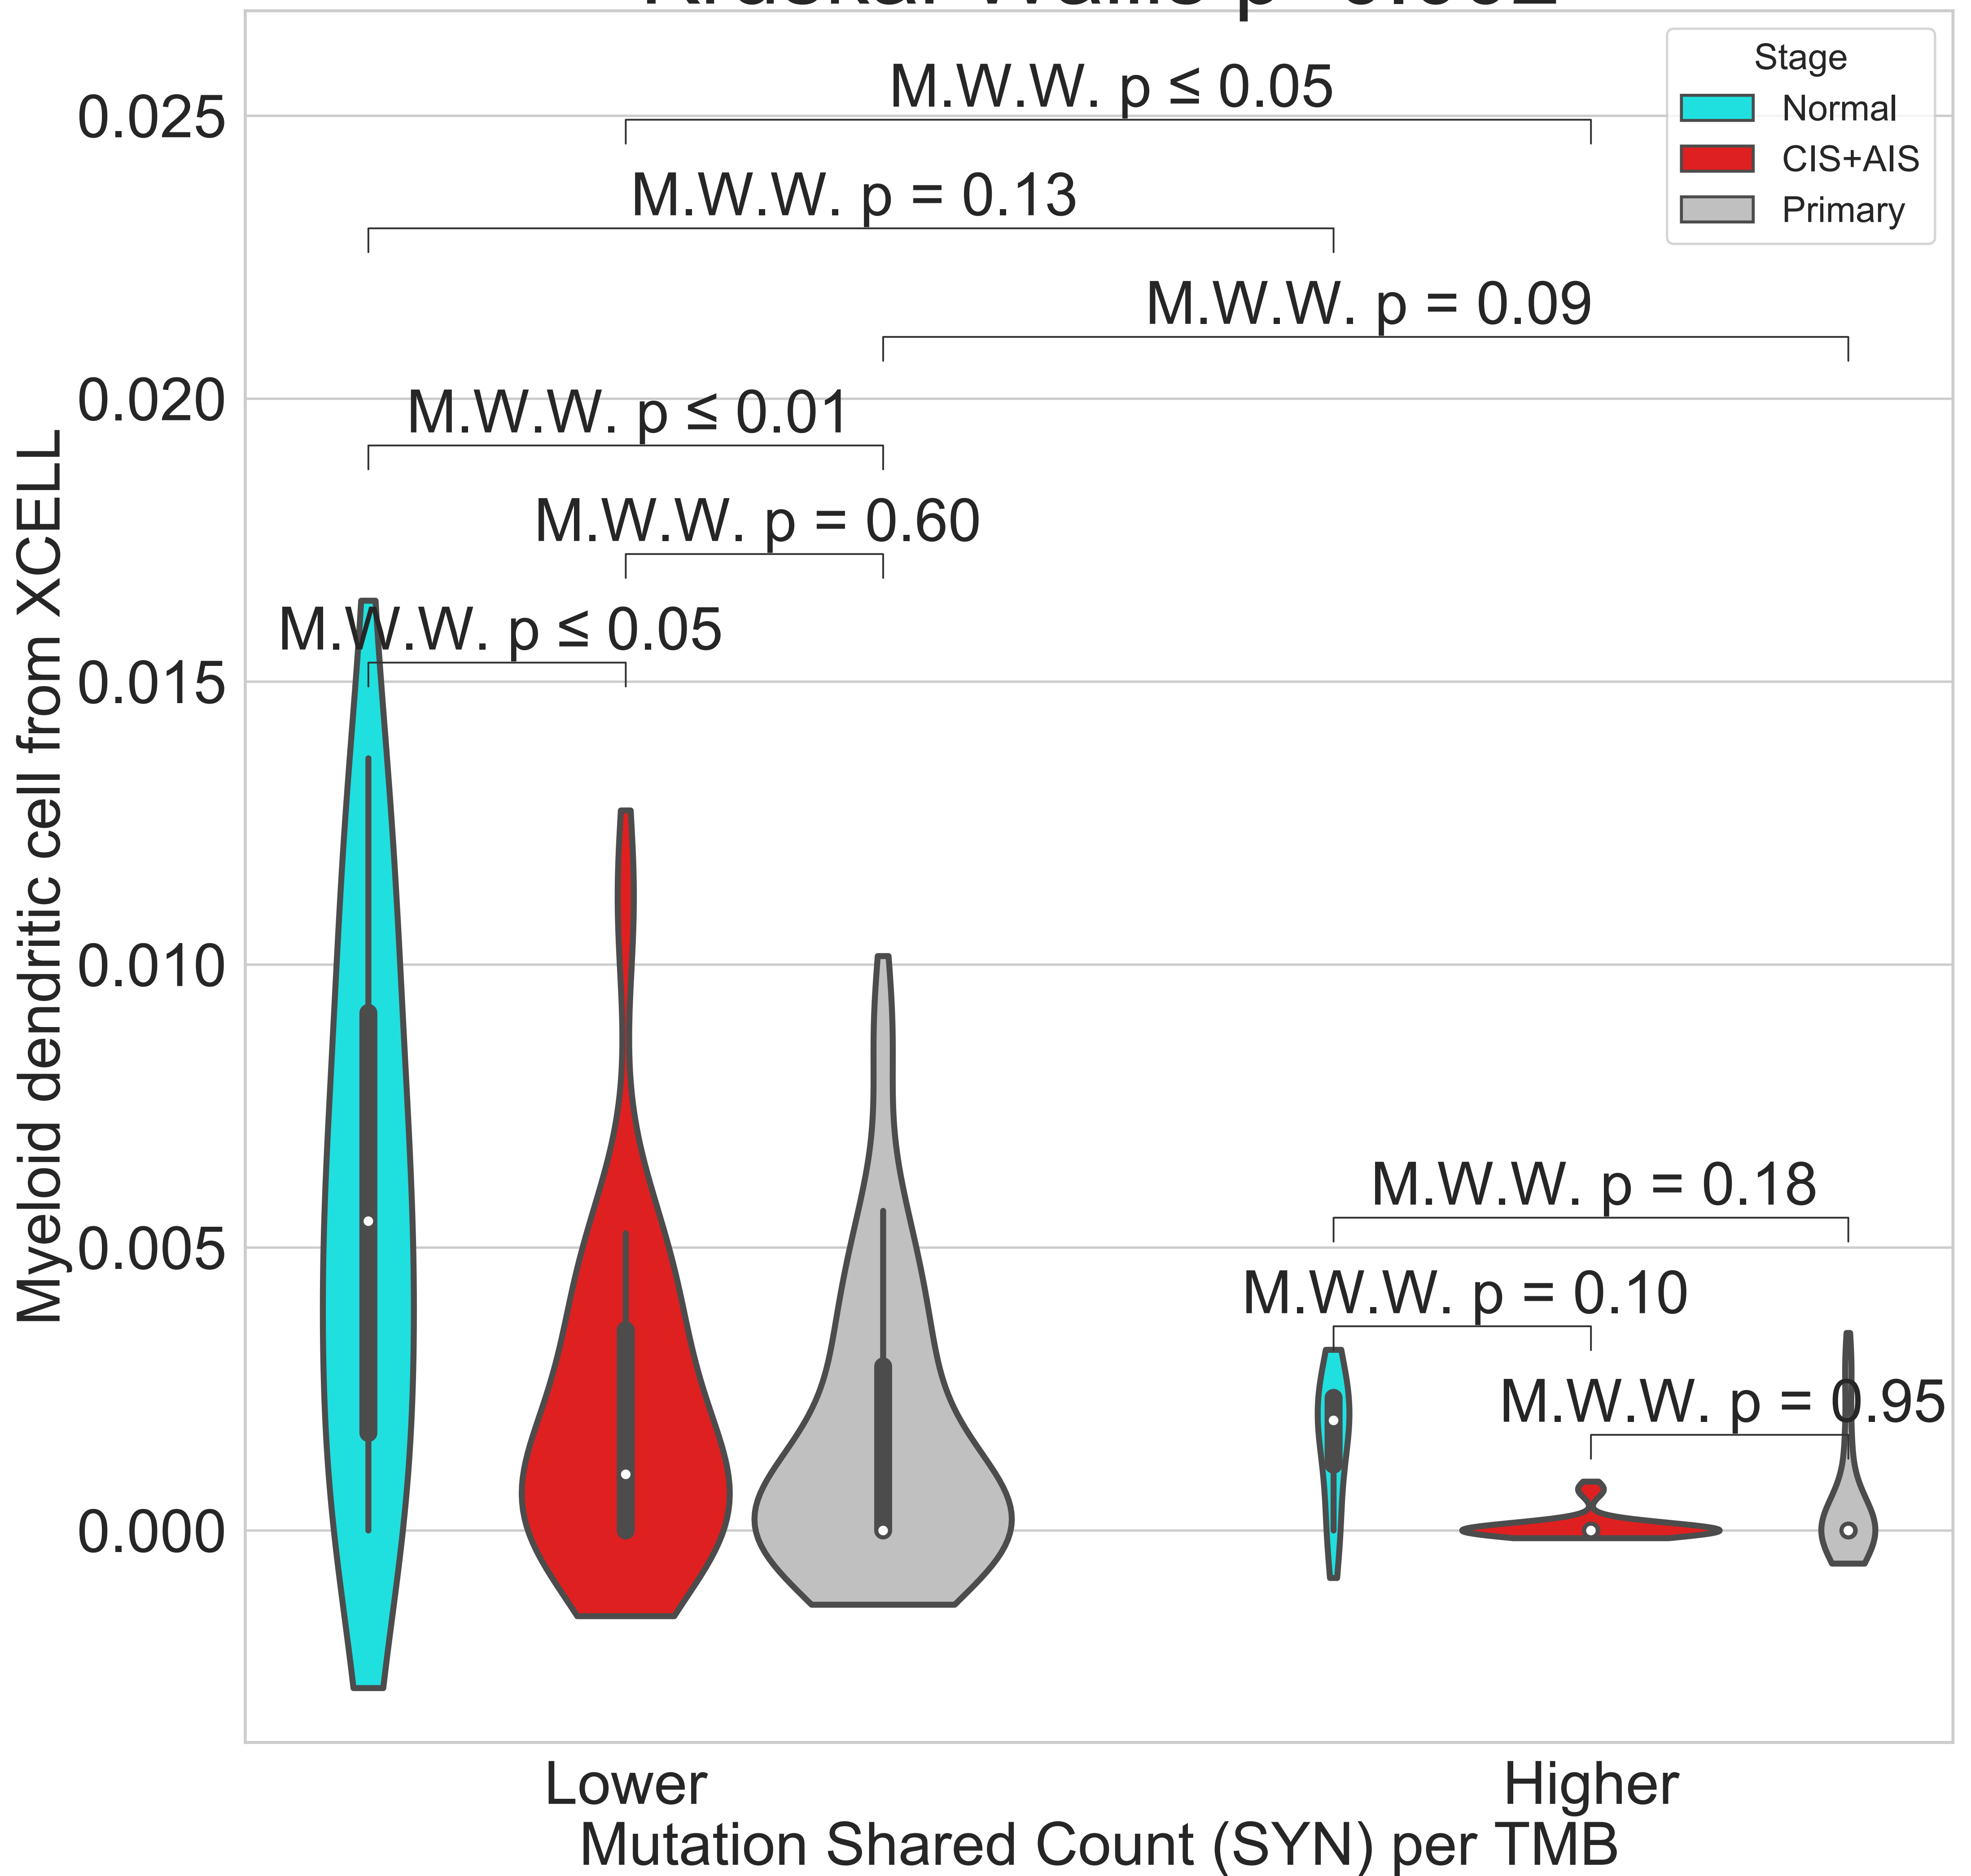 Stage
Normal
CIS+AIS
Primary
M.W.W. p ≤ 0.05
M.W.W. p = 0.13
M.W.W. p = 0.09
M.W.W. p ≤ 0.01
M.W.W. p = 0.60
M.W.W. p ≤ 0.05
M.W.W. p = 0.18
M.W.W. p = 0.10
M.W.W. p = 0.95
0.025
0.020
0.015
0.010
0.005
0.000
Myeloid dendritic cell from XCELL
Lower
Higher
Mutation Shared Count (SYN) per TMB